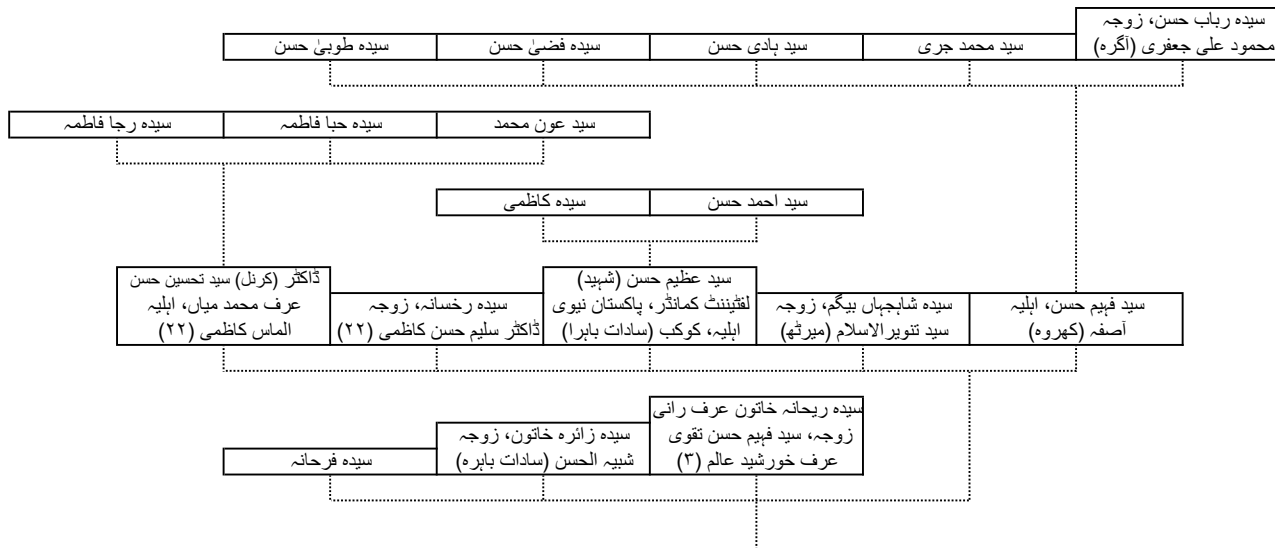 سیدہ رباب حسن، زوجہ
محمود علی جعفری (آگرہ)
سید محمد جری
سید ہادی حسن
سیدہ فضیٰ حسن
سیدہ طوبیٰ حسن
سید عون محمد
سیدہ حبا فاطمہ
سیدہ رجا فاطمہ
سید احمد حسن
سیدہ کاظمی
سید فہیم حسن، اہلیہ
آصفہ (کھروہ)
سیدہ شاہجہاں بیگم، زوجہ
سید تنویرالاسلام (میرٹھ)
سید عظیم حسن (شہید)
لفٹیننٹ کمانڈر، پاکستان نیوی
اہلیہ، کوکب (سادات باہرا)
سیدہ رخسانہ، زوجہ
ڈاکٹر سلیم حسن کاظمی (۲۲)
ڈاکٹر (کرنل) سید تحسین حسن
عرف محمد میاں، اہلیہ
الماس کاظمی (۲۲)
سیدہ ریحانہ خاتون عرف رانی
زوجہ، سید فہیم حسن تقوی
عرف خورشید عالم (۳)
سیدہ زائرہ خاتون، زوجہ
شبیہ الحسن (سادات باہرہ)
سیدہ فرحانہ